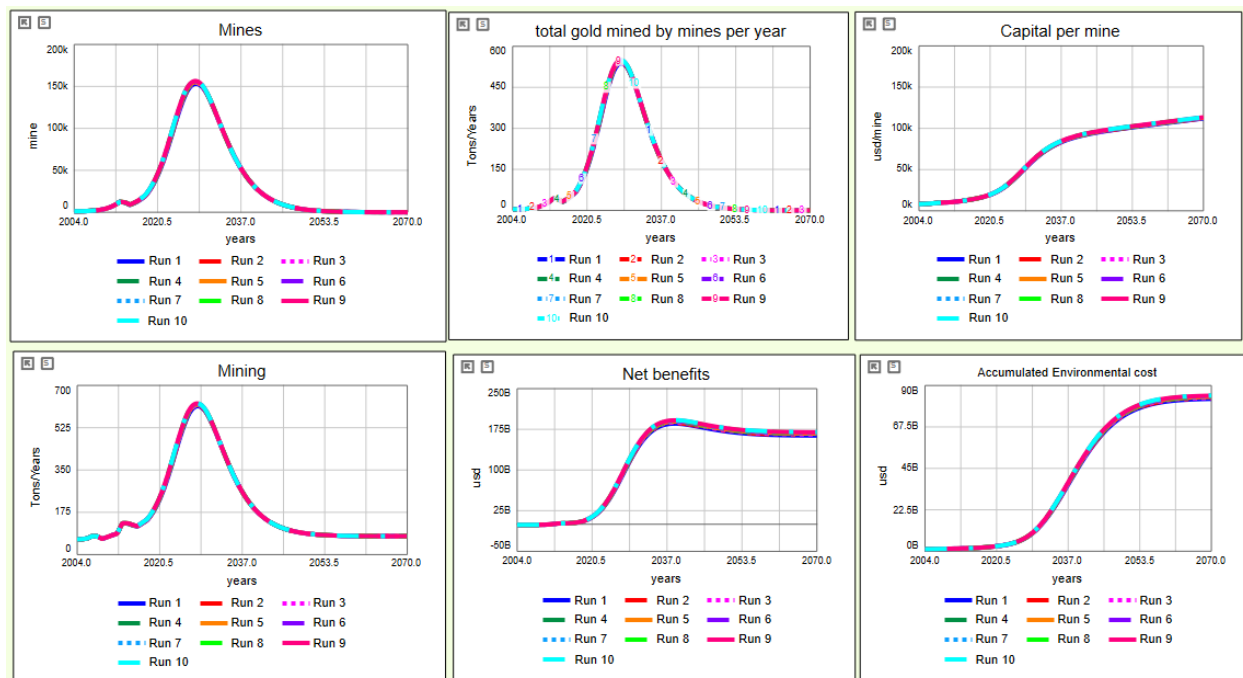 Mines
200k
150k
100k
50k
0
mine
2004.0 2020.5 2037.0 2053.5 2070.0
years
Run 1 Run 2 Run 3
Run 4 Run 5 Run 6
Run 7 Run 8 Run 9
Run 10
total gold mined by mines per year
600
450
300
150
0
Tons/Years
2004.0 2020.5 2037.0 2053.5 2070.0
years
1 Run 1 2 Run 2 3 Run 3
4 Run 4 5 Run 5 6 Run 6
7 Run 7 8 Run 8 9 Run 9
10 Run 10
Capital per mine
200k
150k
100k
50k
0k
usd/mine
2004.0 2020.5 2037.0 2053.5 2070.0
years
Run 1 Run 2 Run 3
Run 4 Run 5 Run 6
Run 7 Run 8 Run 9
Run 10
Mining
700
525
350
175
0
Tons/Years
2004.0 2020.5 2037.0 2053.5 2070.0
years
Run 1 Run 2 Run 3
Run 4 Run 5 Run 6
Run 7 Run 8 Run 9
Run 10
Net benefits
250B
175B
100B
25B
-50B
usd
2004.0 2020.5 2037.0 2053.5 2070.0
years
Run 1 Run 2 Run 3
Run 4 Run 5 Run 6
Run 7 Run 8 Run 9
Run 10
Accumulated Environmental cost
90B
67.5B
45B
22.5B
0B
usd
2004.0 2020.5 2037.0 2053.5 2070.0
years
Run 1 Run 2 Run 3
Run 4 Run 5 Run 6
Run 7 Run 8 Run 9
Run 10